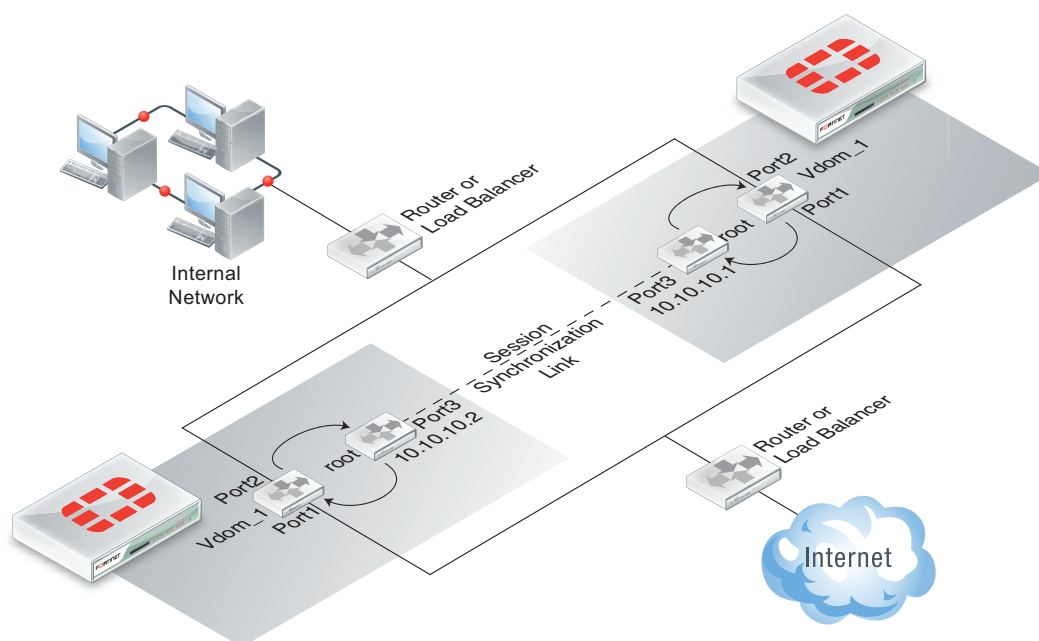 FORTINET
Port2
Vdom_1
Port1
root
Router or
Load Balancer
Internal
Network
Port3
10.10.10.1
Session
Synchronization
Link
Port3
10.10.10.2
root
Port2
Vdom_1
Port1
Router or
Load Balancer
FORTINET
Internet